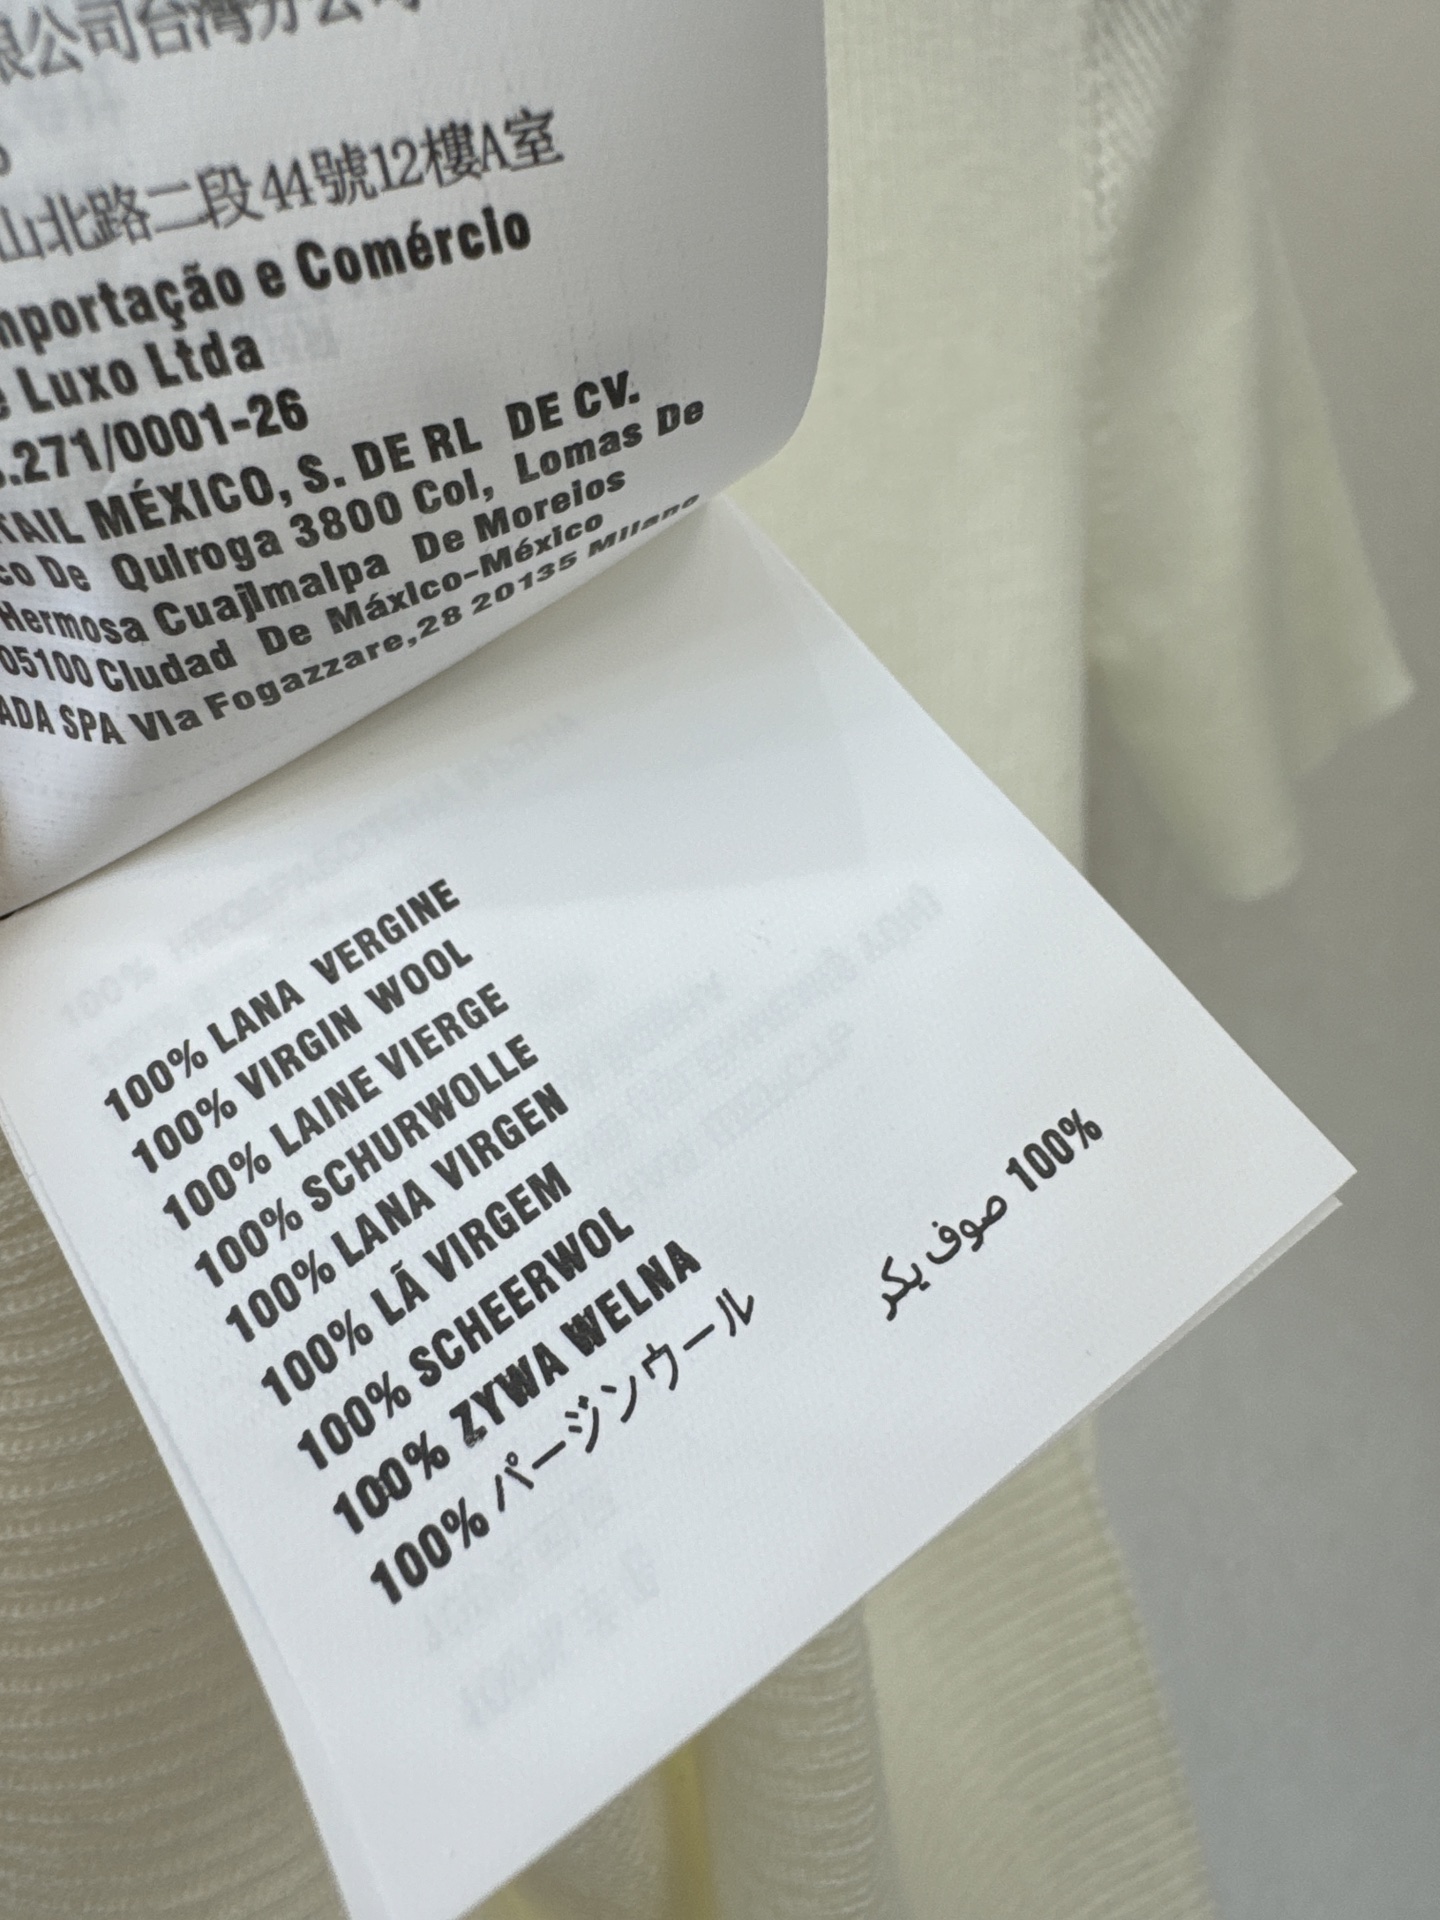 限公司台灣分公司
山北路二段44號12樓A室
mportação e Comércio
e Luxo Ltda
.271/0001-26
TAIL MÉXICO, S. DE RL DE CV.
co De Quiroga 3800 Col, Lomas De
Hermosa Cuajimalpa De Morelos
05100 Ciudad De Máxico-México
ADA SPA Via Fogazzare,28 20135 Milano
100% LANA VERGINE
100% VIRGIN WOOL
100% LAINE VIERGE
100% SCHURWOLLE
100% LANA VIRGEN
100% LÃ VIRGEM
100% SCHEERWOL
100% ZYWA WELNA
100% パージンウール
100% صوف يكر